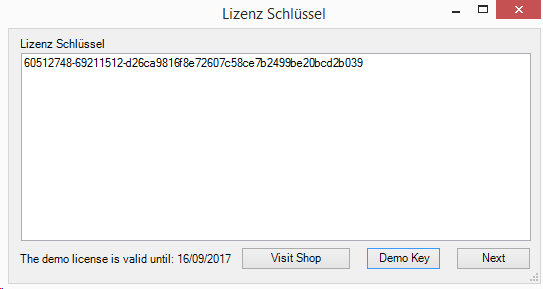 Lizenz Schlüssel
Lizenz Schlüssel
60512748-69211512-d26ca9816f8e72607c58ce7b2499be20bcd2b039
The demo license is valid until: 16/09/2017
Visit Shop
Demo Key
Next